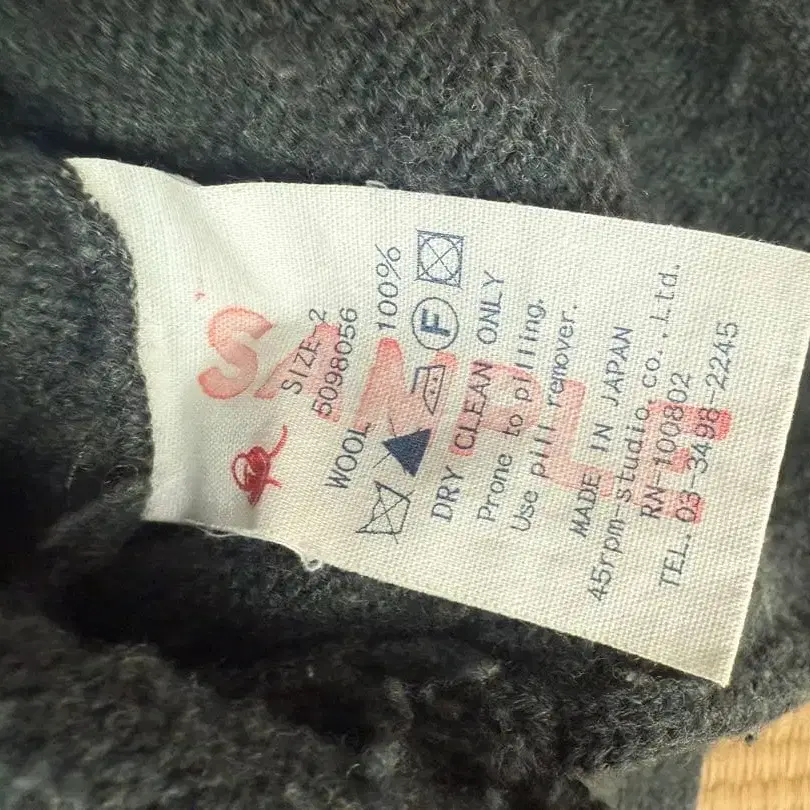 SAMPLE
SIZE 2
5098056
WOOL 100%
F
DRY CLEAN ONLY
Prone to pilling.
Use pill remover.
MADE IN JAPAN
45rpm-studio.co.,Ltd.
RN-100802
TEL.03-3498-2245